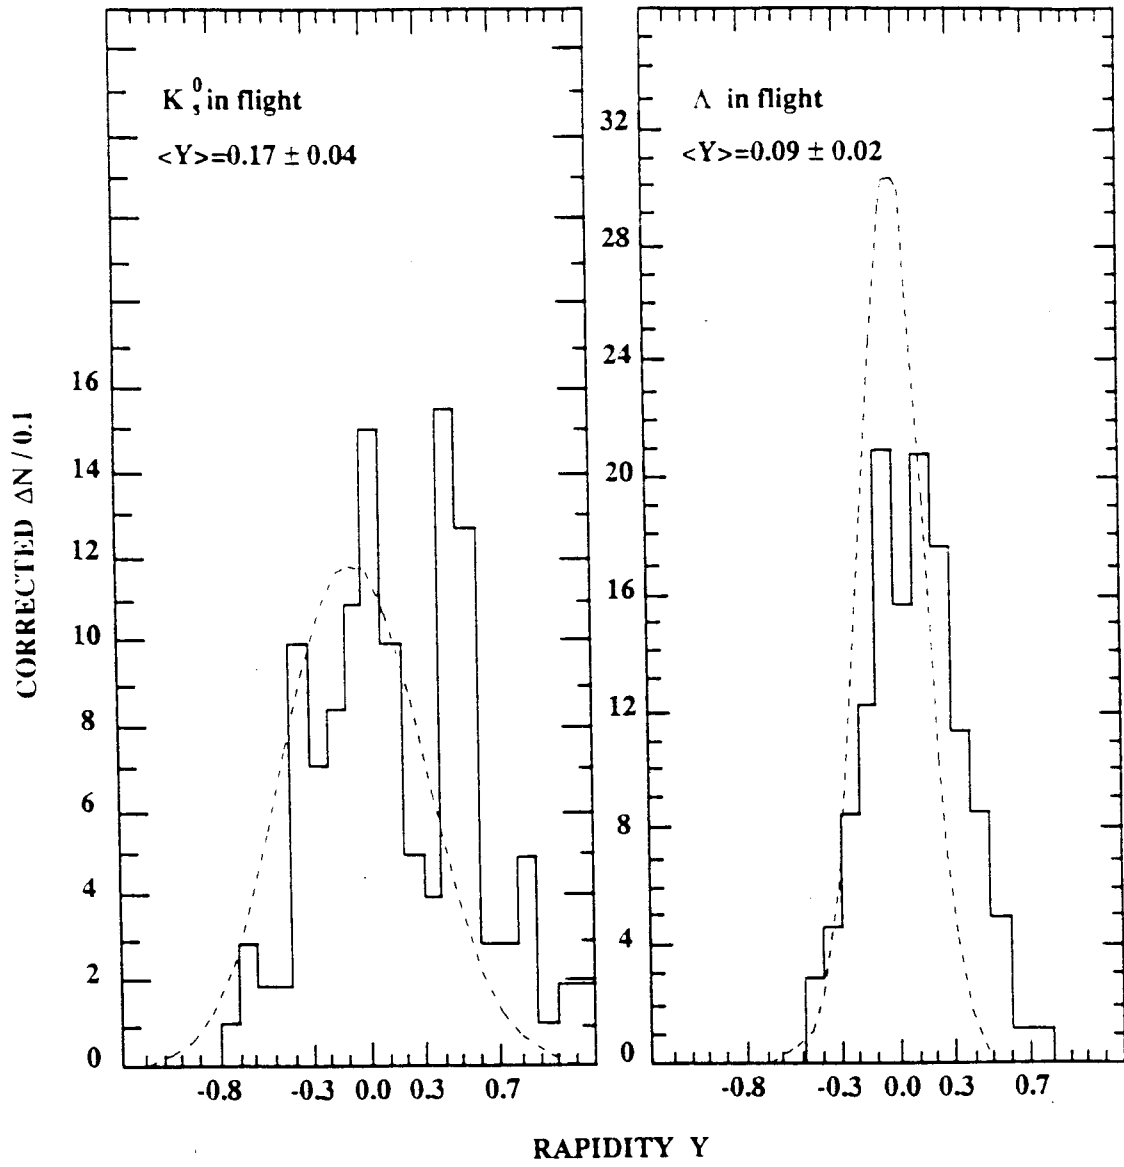 CORRECTED ΔN / 0.1
K⁰ₛ in flight
<Y>=0.17 ± 0.04
16
14
12
10
8
6
4
2
0
-0.8 -0.3 0.0 0.3 0.7
Λ in flight
<Y>=0.09 ± 0.02
32
28
24
20
16
12
8
4
0
-0.8 -0.3 0.0 0.3 0.7
RAPIDITY Y